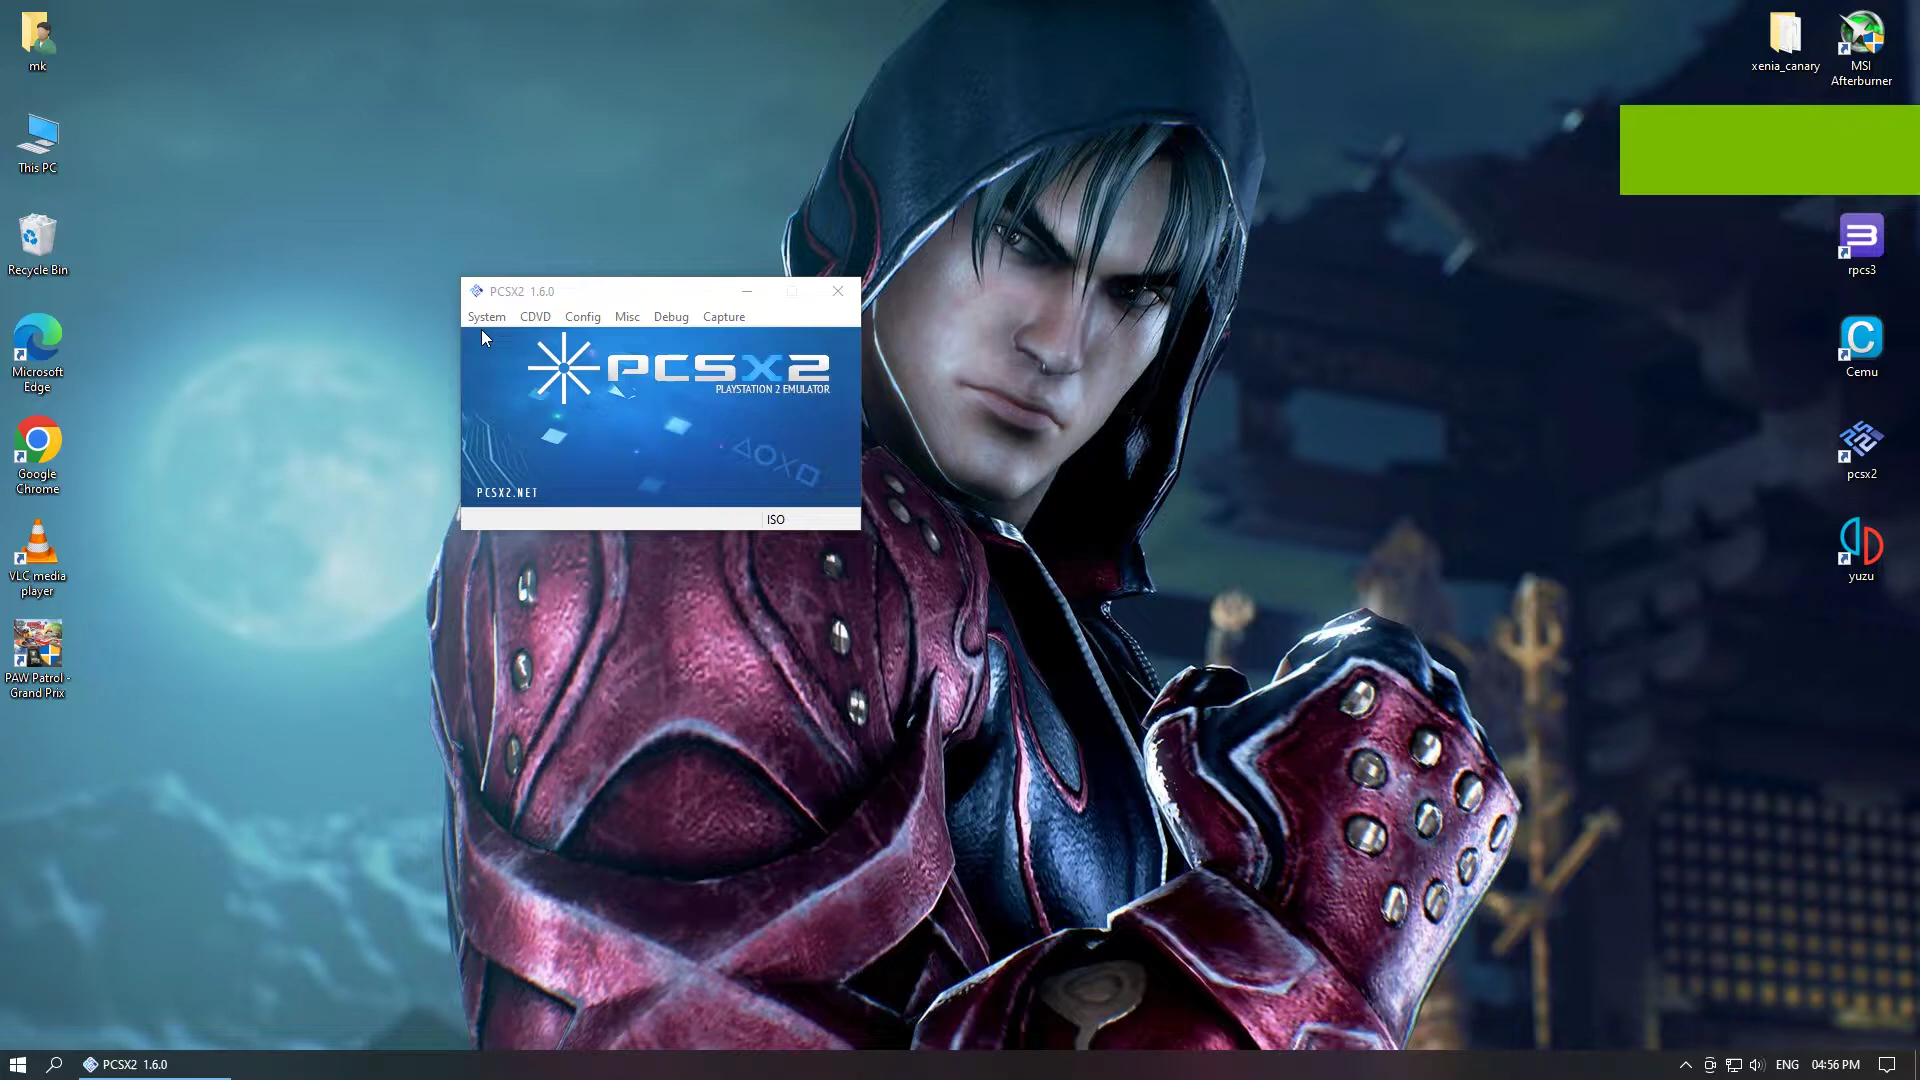 mk
This PC
Recycle Bin
Microsoft
Edge
Google
Chrome
VLC media
player
PAW Patrol -
Grand Prix
PCSX2 1.6.0
System CDVD Config Misc Debug Capture
PCSX2
PLAYSTATION 2 EMULATOR
PCSX2.NET
ISO
xenia_canary
MSI
Afterburner
rpcs3
Cemu
pcsx2
yuzu
PCSX2 1.6.0
ENG 04:56 PM